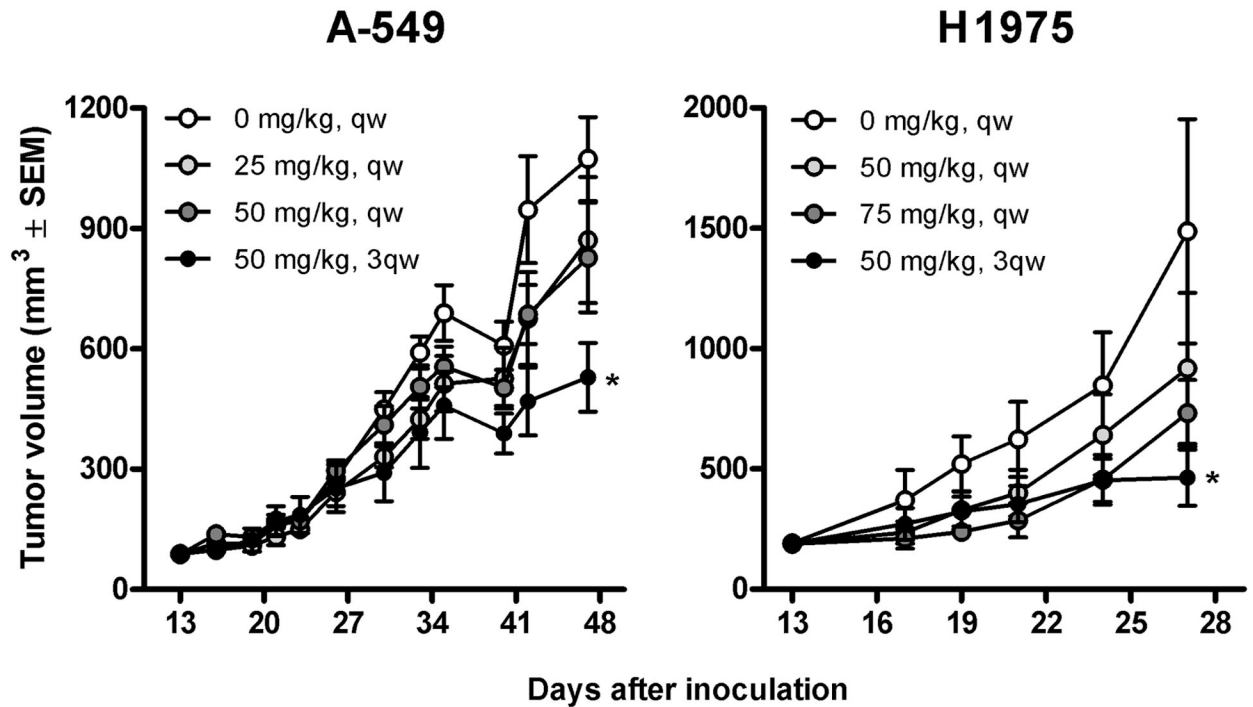 A-549
H1975
Tumor volume (mm³ ± SEM)
1200
900
600
300
0
0 mg/kg, qw
25 mg/kg, qw
50 mg/kg, qw
50 mg/kg, 3qw
*
13 20 27 34 41 48
2000
1500
1000
500
0
0 mg/kg, qw
50 mg/kg, qw
75 mg/kg, qw
50 mg/kg, 3qw
*
13 16 19 22 25 28
Days after inoculation